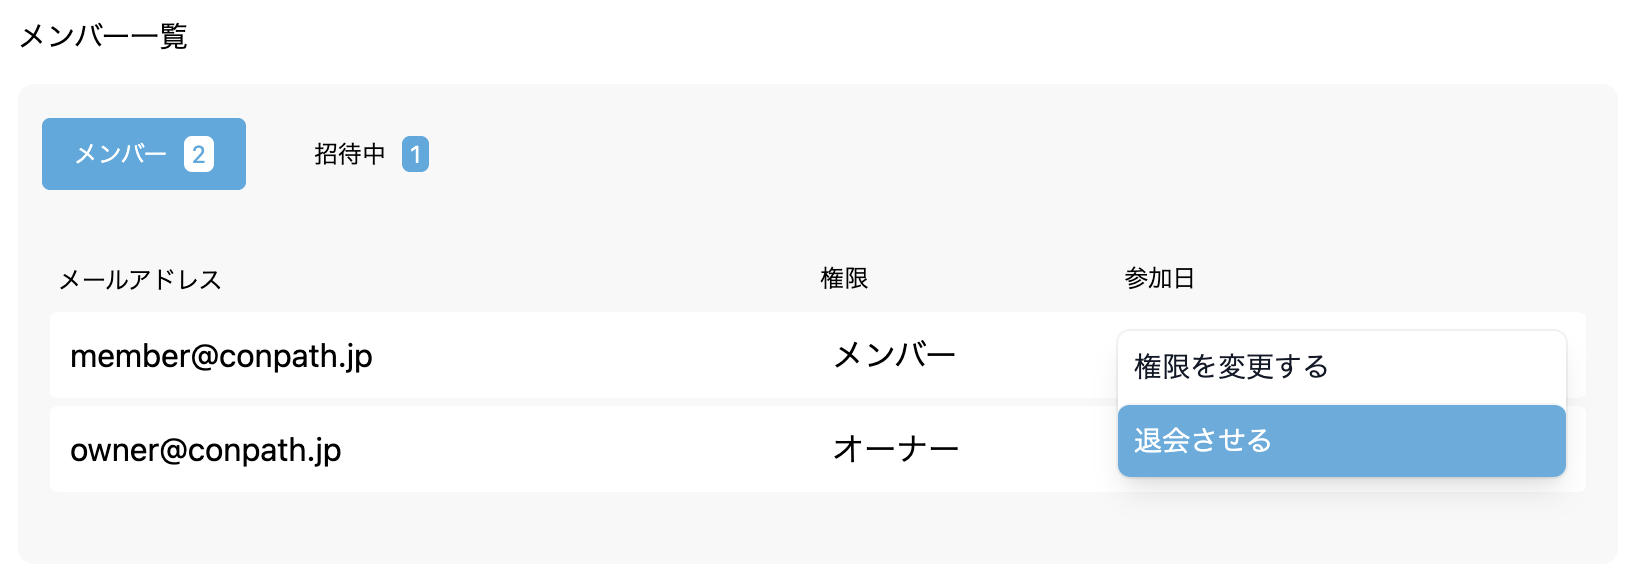 メンバー一覧
メンバー 2 招待中 1
メールアドレス 権限 参加日
member@conpath.jp メンバー
権限を変更する
owner@conpath.jp オーナー
退会させる